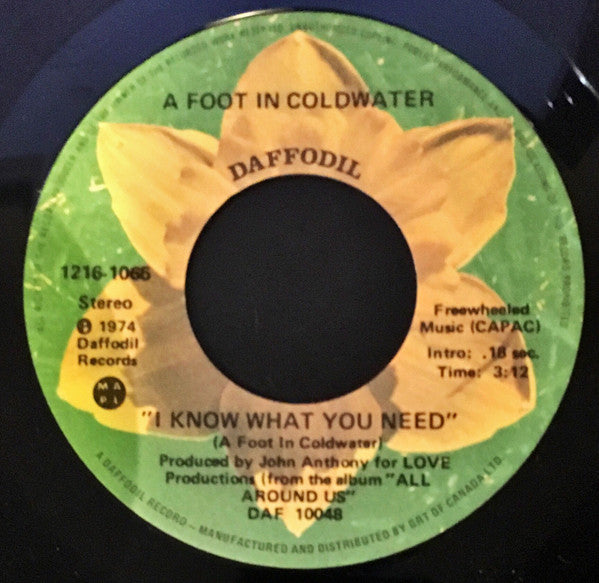 A FOOT IN COLDWATER
DAFFODIL
1216-1065
Stereo
Ⓟ 1974
Daffodil
Records
M A
P L
Freewheeled
Music (CAPAC)
Intro: .18 sec.
Time: 3:12
"I KNOW WHAT YOU NEED"
(A Foot In Coldwater)
Produced by John Anthony for LOVE
Productions (from the album "ALL
AROUND US"
DAF 10048
A DAFFODIL RECORD – MANUFACTURED AND DISTRIBUTED BY GRT OF CANADA LTD.